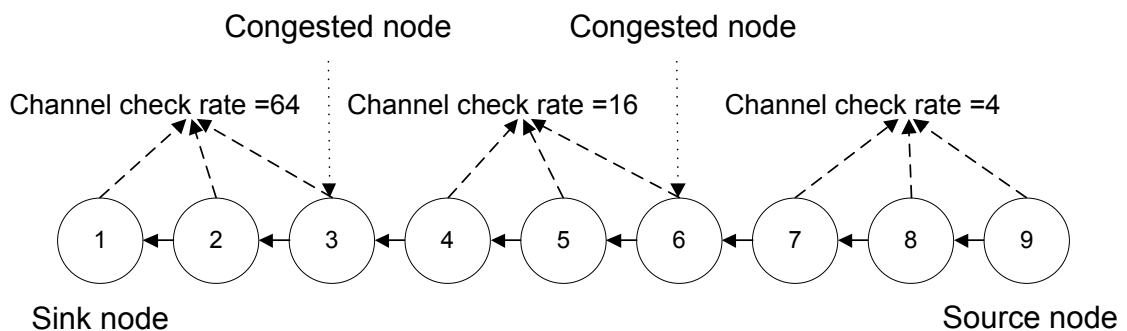 Congested node Congested node
Channel check rate =64 Channel check rate =16 Channel check rate =4
1 2 3 4 5 6 7 8 9
Sink node Source node